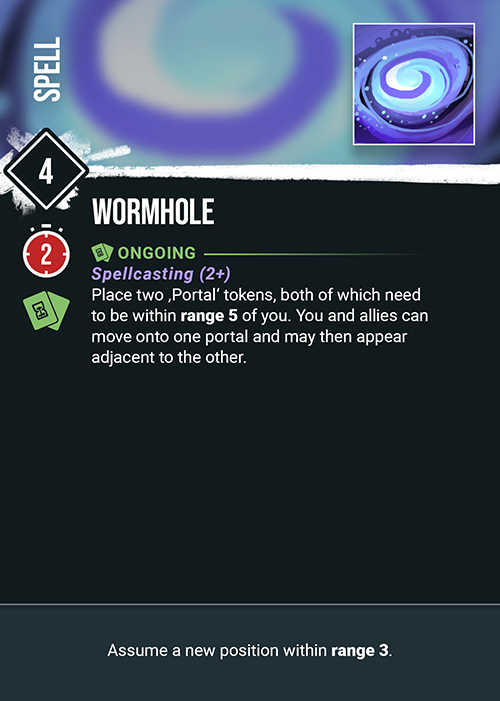 SPELL
4
WORMHOLE
2
ONGOING
Spellcasting (2+)
Place two ‚Portal‘ tokens, both of which need
to be within range 5 of you. You and allies can
move onto one portal and may then appear
adjacent to the other.
Assume a new position within range 3.